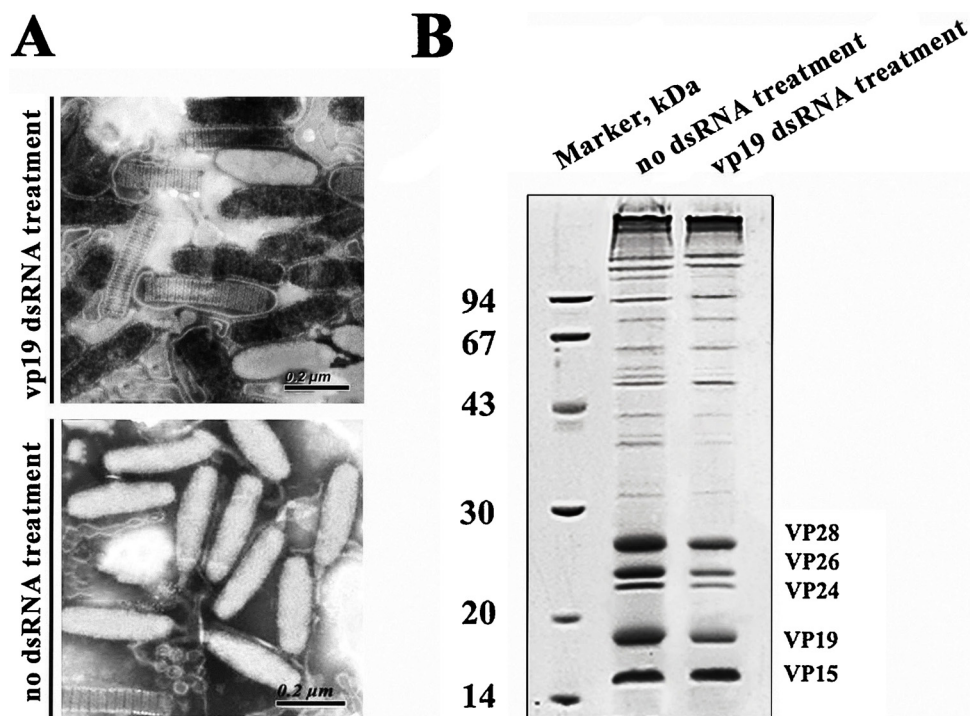 A
vp19 dsRNA treatment
0.2 µm
no dsRNA treatment
0.2 µm
B
Marker, kDa
no dsRNA treatment
vp19 dsRNA treatment
94
67
43
30
20
14
VP28
VP26
VP24
VP19
VP15